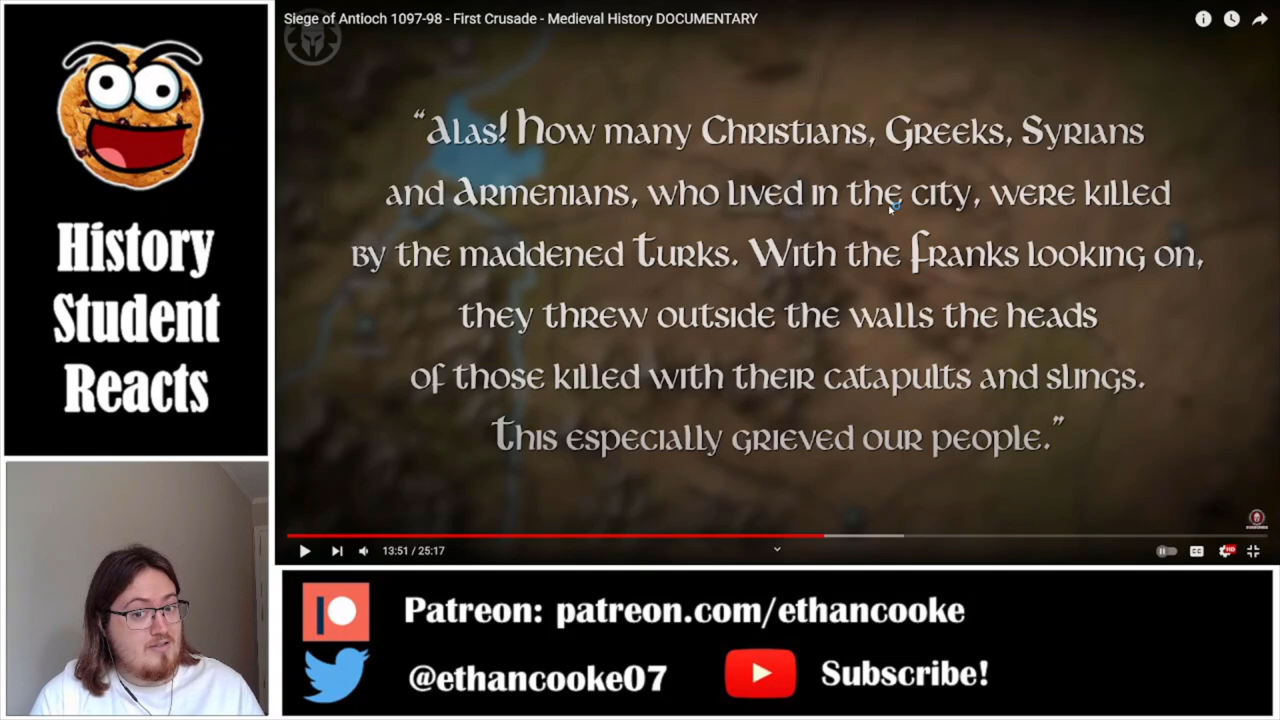 Siege of Antioch 1097-98 - First Crusade - Medieval History DOCUMENTARY
"Alas! How many Christians, Greeks, Syrians
and Armenians, who lived in the city, were killed
by the maddened Turks. With the Franks looking on,
they threw outside the walls the heads
of those killed with their catapults and slings.
This especially grieved our people."
History
Student
Reacts
13:51 / 25:17
CC
HD
Patreon: patreon.com/ethancooke
@ethancooke07
Subscribe!